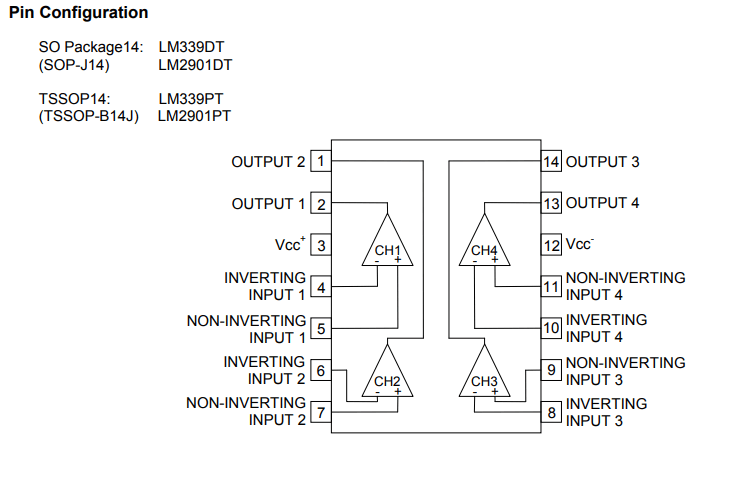 Pin Configuration
SO Package14: LM339DT
(SOP-J14) LM2901DT
TSSOP14: LM339PT
(TSSOP-B14J) LM2901PT
OUTPUT 2 1
14 OUTPUT 3
OUTPUT 1 2
13 OUTPUT 4
Vcc+ 3
12 Vcc-
CH1
- +
CH4
- +
INVERTING
INPUT 1 4
11 NON-INVERTING
INPUT 4
NON-INVERTING
INPUT 1 5
10 INVERTING
INPUT 4
INVERTING
INPUT 2 6
9 NON-INVERTING
INPUT 3
CH2
- +
CH3
- +
NON-INVERTING
INPUT 2 7
8 INVERTING
INPUT 3